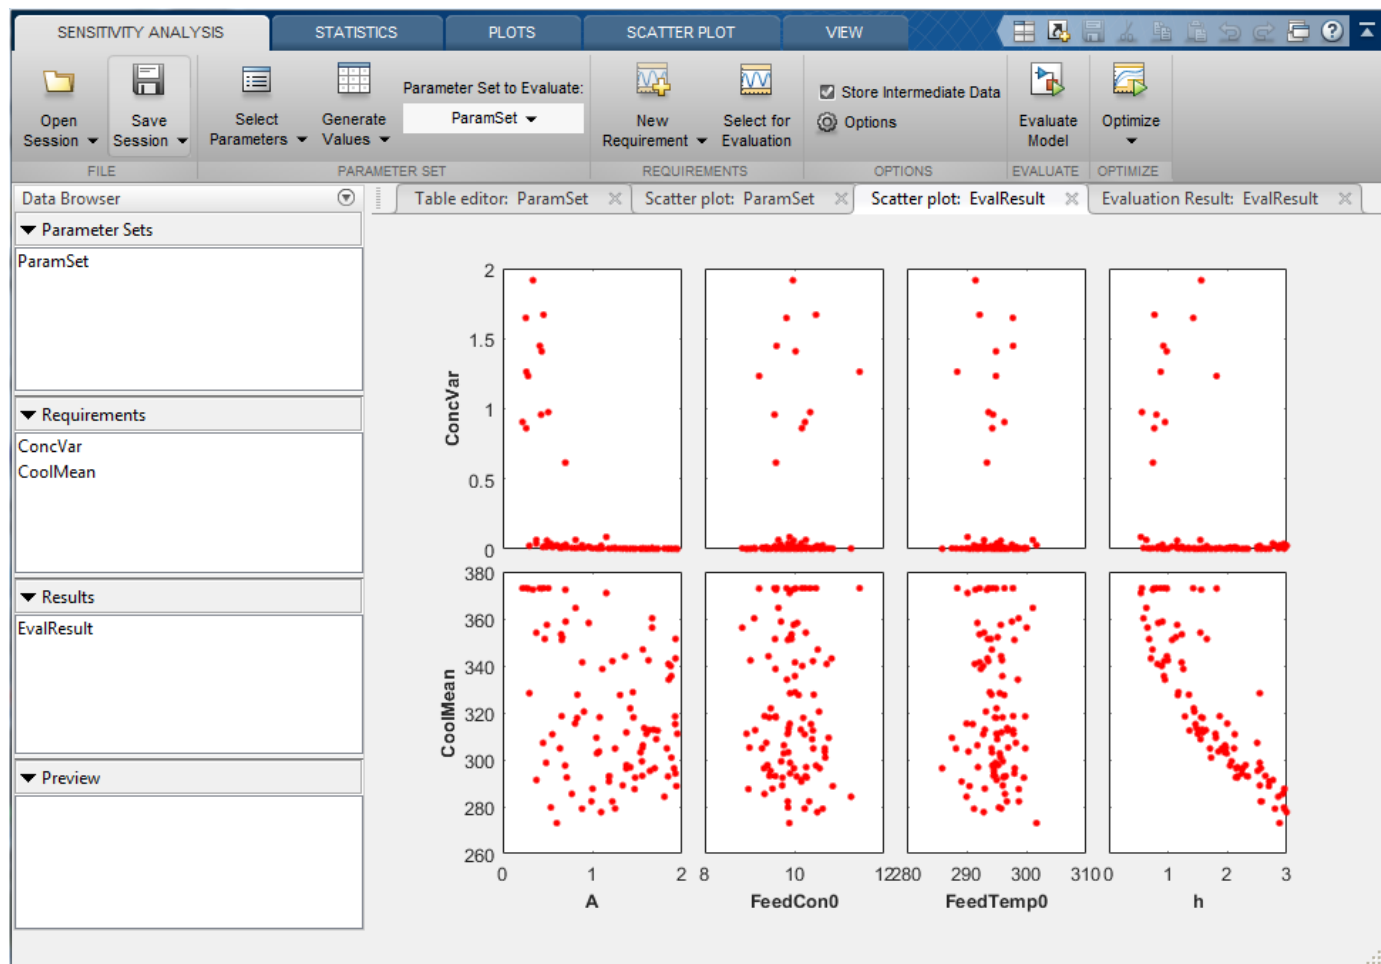 SENSITIVITY ANALYSIS STATISTICS PLOTS SCATTER PLOT VIEW
Open Session
Save Session
Select Parameters
Generate Values
Parameter Set to Evaluate:
ParamSet
New Requirement
Select for Evaluation
Store Intermediate Data
Options
Evaluate Model
Optimize
FILE PARAMETER SET REQUIREMENTS OPTIONS EVALUATE OPTIMIZE
Data Browser
Table editor: ParamSet Scatter plot: ParamSet Scatter plot: EvalResult Evaluation Result: EvalResult
Parameter Sets
ParamSet
Requirements
ConcVar
CoolMean
Results
EvalResult
Preview
ConcVar
2
1.5
1
0.5
0
CoolMean
380
360
340
320
300
280
260
0 1 2 8 10 12 280 290 300 310 0 1 2 3
A FeedCon0 FeedTemp0 h